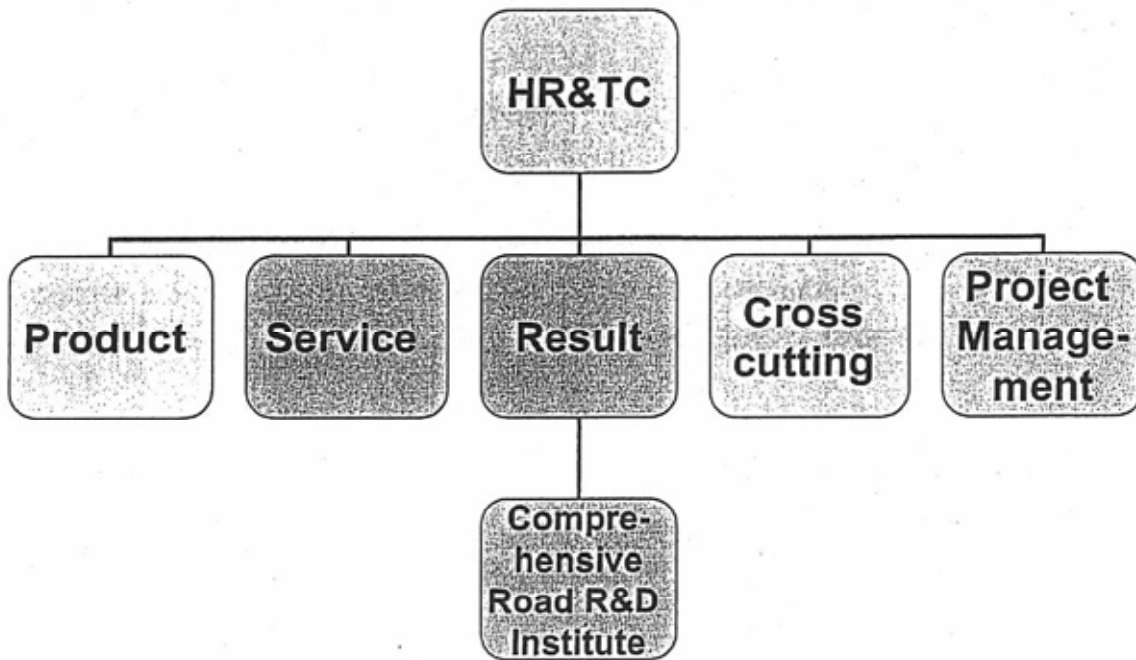 HR&TC
Product
Service
Result
Cross
cutting
Project
Manage-
ment
Compre-
hensive
Road R&D
Institute